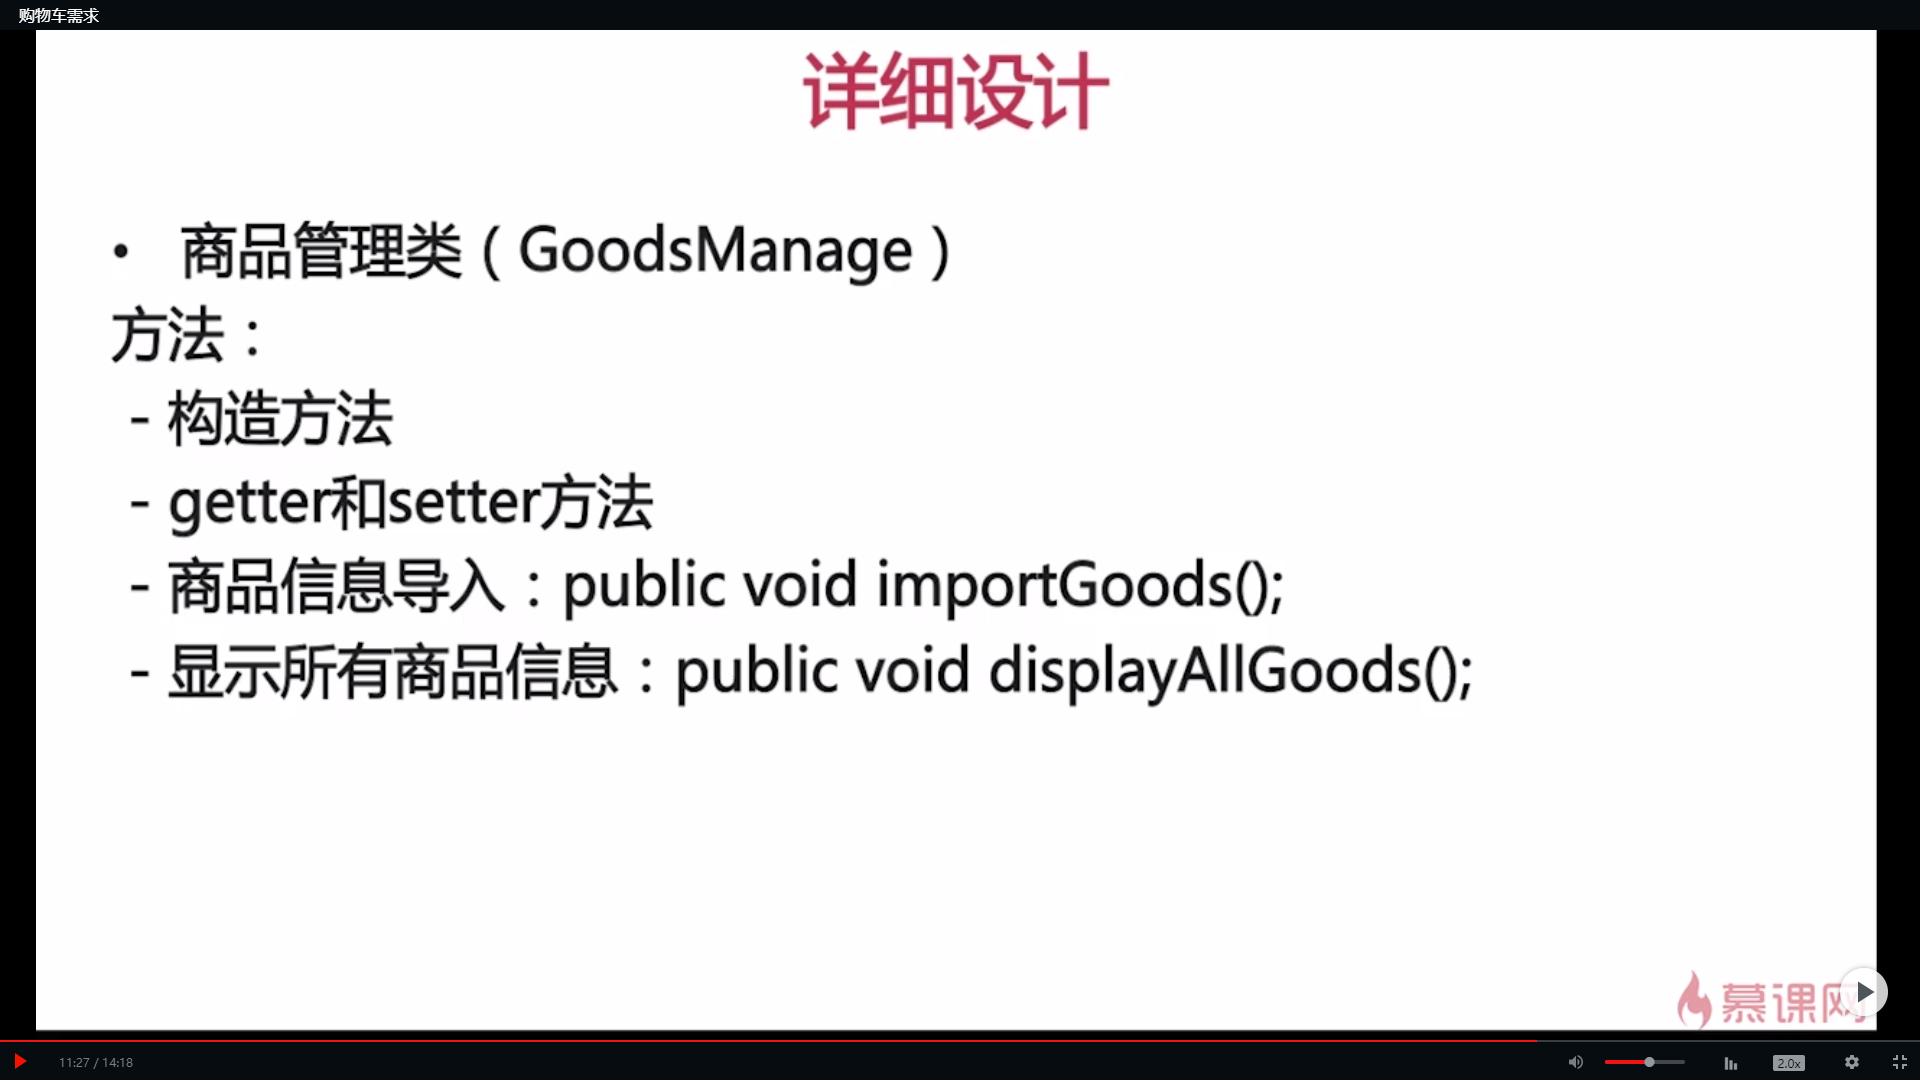 购物车需求
详细设计
• 商品管理类（GoodsManage）
方法：
- 构造方法
- getter和setter方法
- 商品信息导入：public void importGoods();
- 显示所有商品信息：public void displayAllGoods();
慕课网
11:27 / 14:18
2.0x